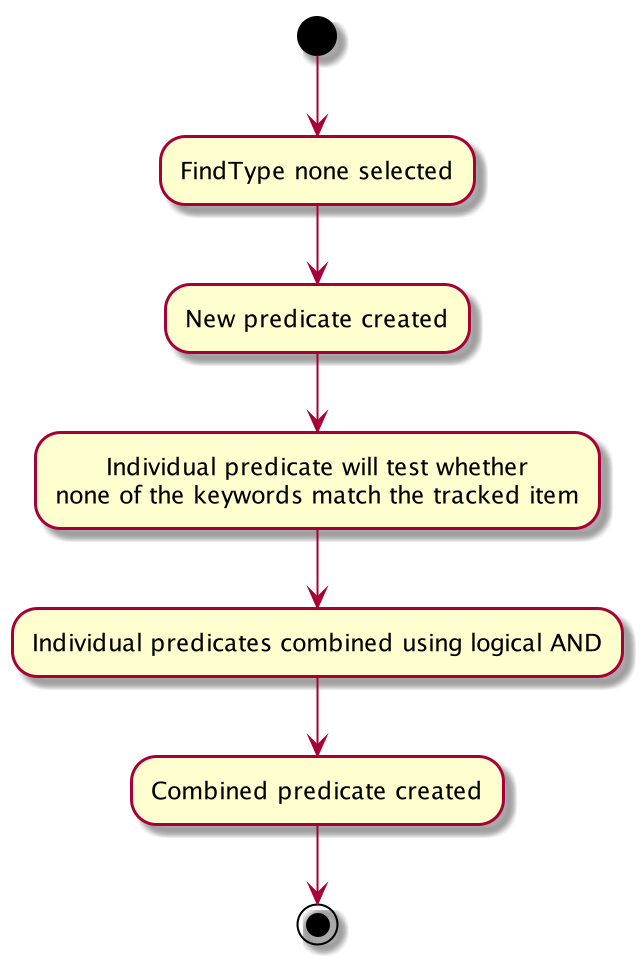 FindType none selected
New predicate created
Individual predicate will test whether
none of the keywords match the tracked item
Individual predicates combined using logical AND
Combined predicate created